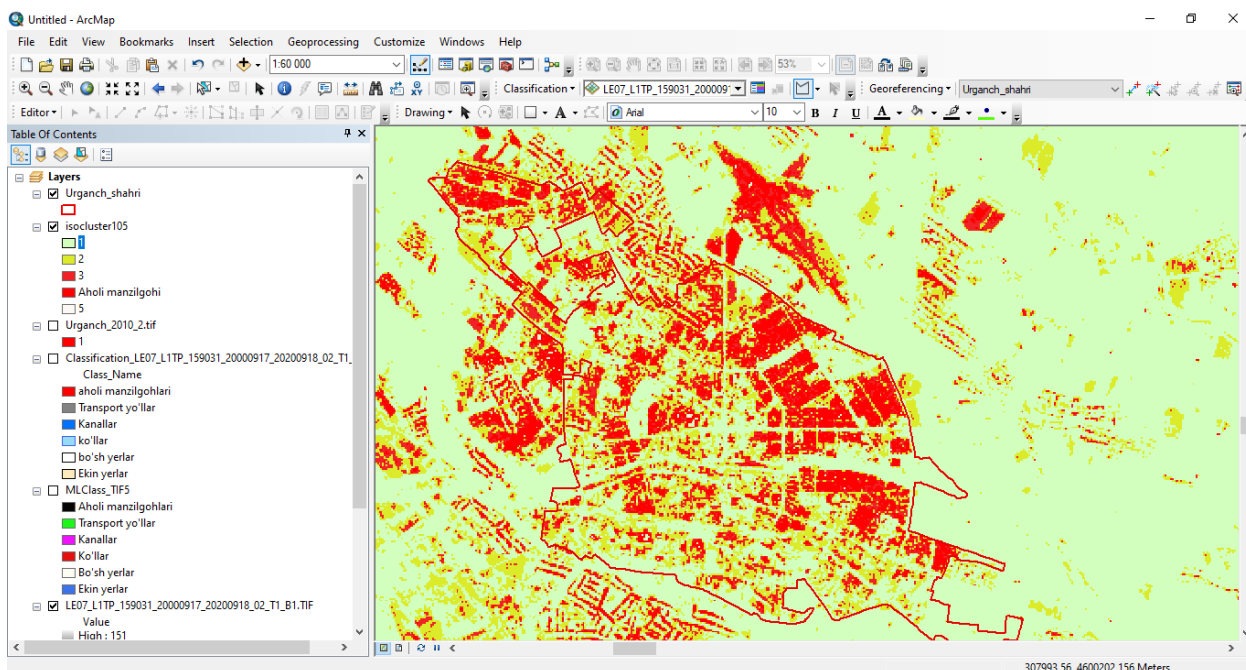 Untitled - ArcMap
File Edit View Bookmarks Insert Selection Geoprocessing Customize Windows Help
1:60 000 53%
Classification LE07_L1TP_159031_200009 Georeferencing Urganch_shahri
Editor Drawing Arial 10 B I U A
Table Of Contents
Layers
Urganch_shahri
isocluster105
1
2
3
Aholi manzilgohi
5
Urganch_2010_2.tif
1
Classification_LE07_L1TP_159031_20000917_20200918_02_T1_
Class_Name
aholi manzilgohlari
Transport yo'llar
Kanallar
ko'llar
bo'sh yerlar
Ekin yerlar
MLClass_TIF5
Aholi manzilgohlari
Transport yo'llar
Kanallar
Ko'llar
Bo'sh yerlar
Ekin yerlar
LE07_L1TP_159031_20000917_20200918_02_T1_B1.TIF
Value
High : 151
307993,56 4600202,156 Meters